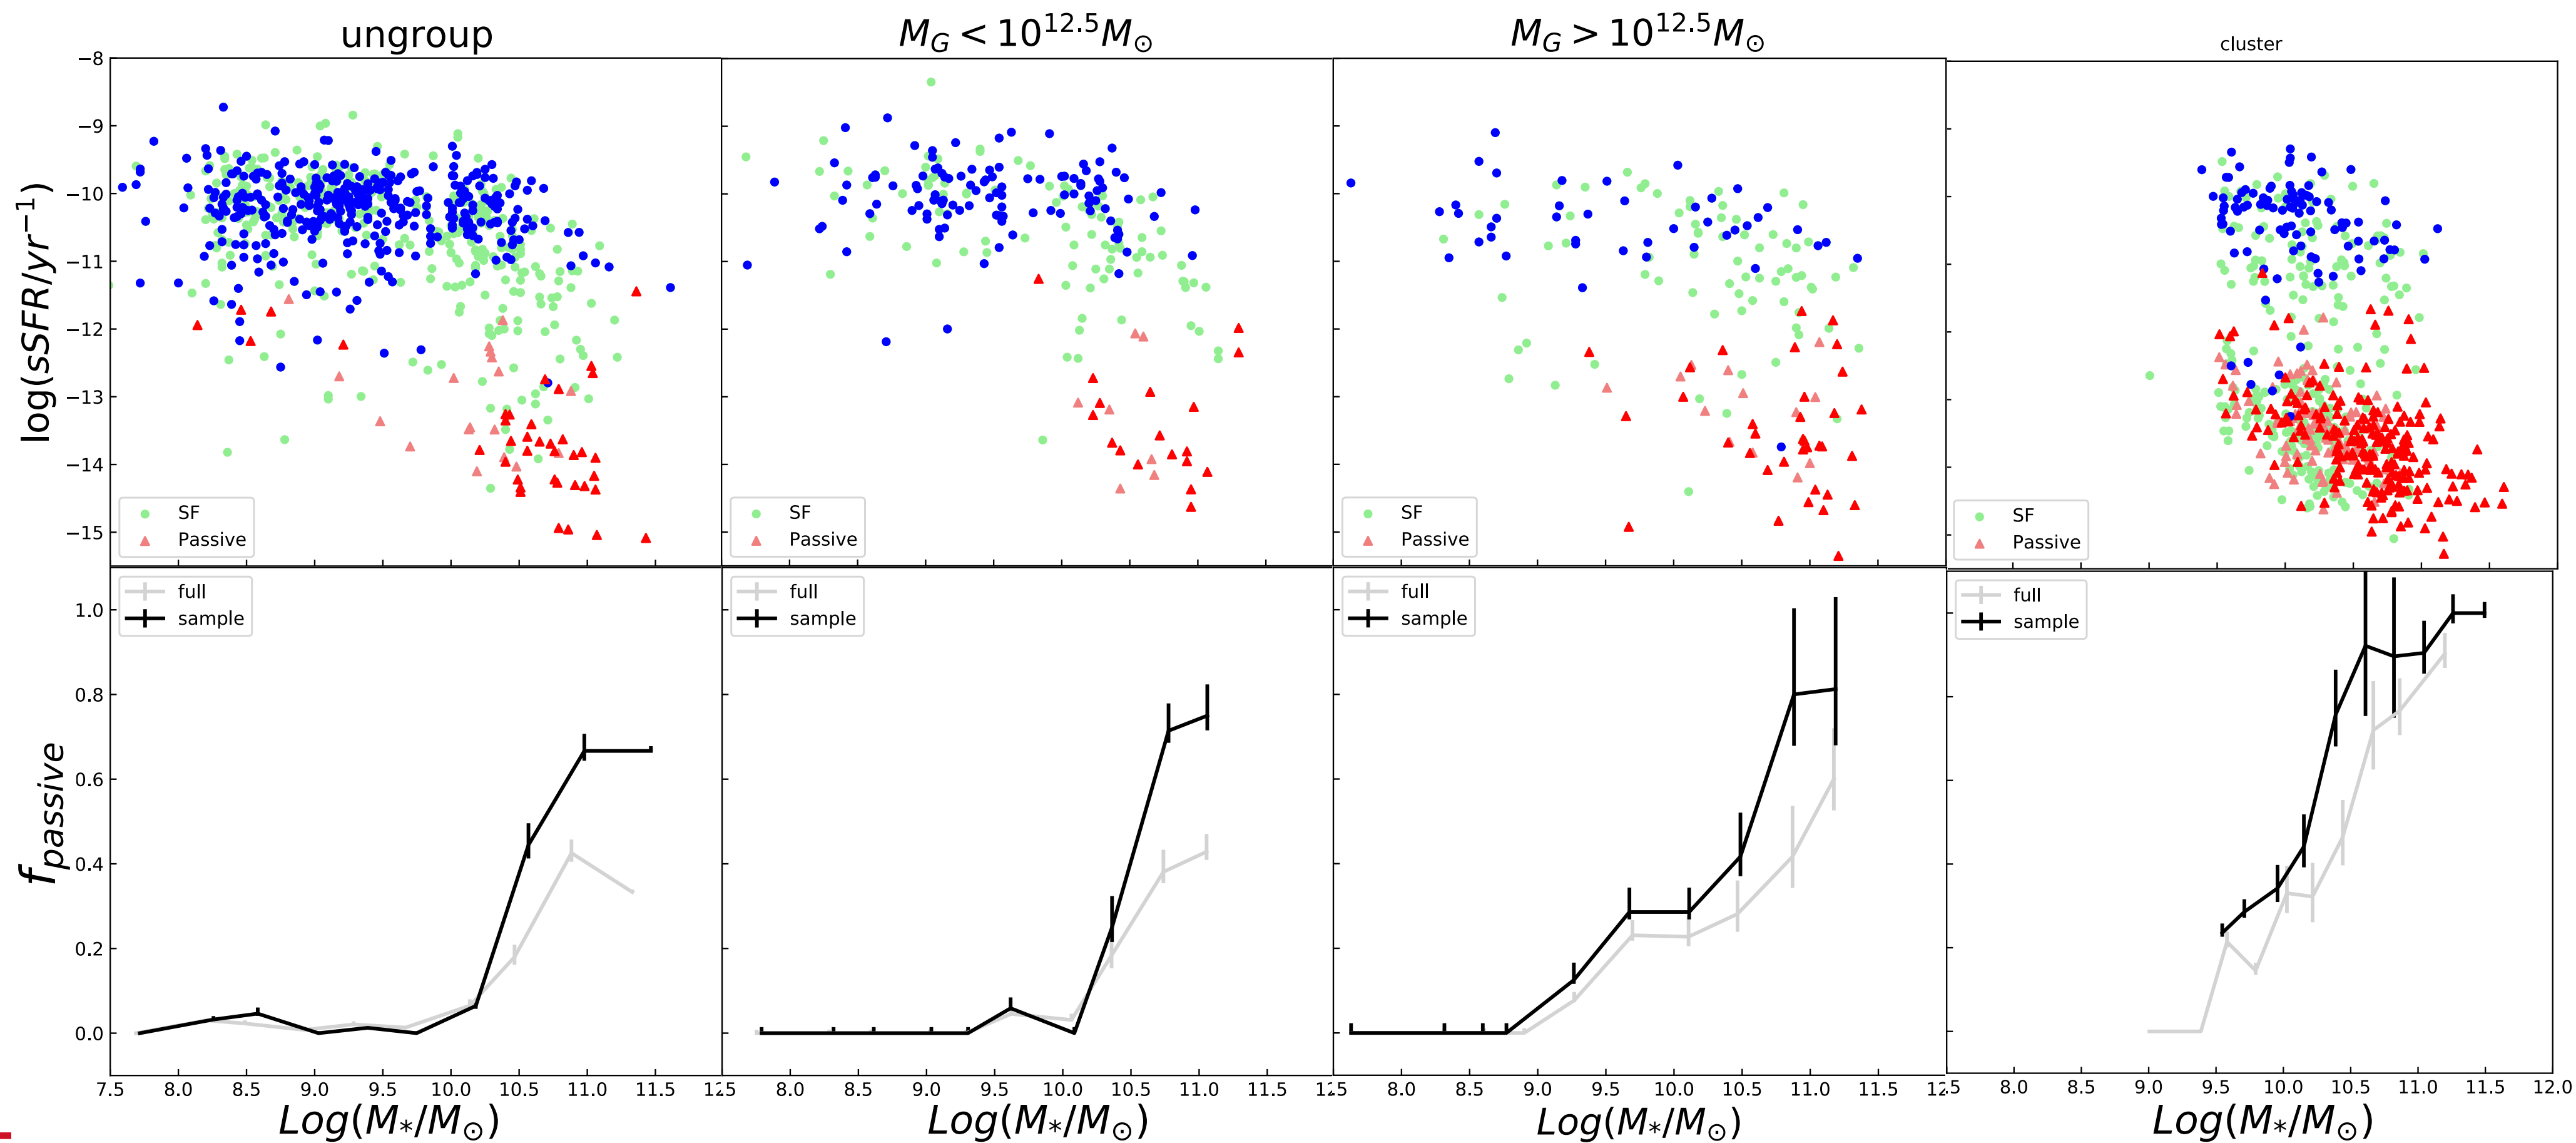 ungroup
M_G < 10^{12.5} M_⊙
M_G > 10^{12.5} M_⊙
cluster
log(sSFR/yr^{−1})
−8
−9
−10
−11
−12
−13
−14
−15
SF
Passive
SF
Passive
SF
Passive
SF
Passive
f_{passive}
1.0
0.8
0.6
0.4
0.2
0.0
full
sample
full
sample
full
sample
full
sample
7.5 8.0 8.5 9.0 9.5 10.0 10.5 11.0 11.5 12.5
8.0 8.5 9.0 9.5 10.0 10.5 11.0 11.5 12.5
8.0 8.5 9.0 9.5 10.0 10.5 11.0 11.5 12.5
8.0 8.5 9.0 9.5 10.0 10.5 11.0 11.5 12.0
Log(M_*/M_⊙)
Log(M_*/M_⊙)
Log(M_*/M_⊙)
Log(M_*/M_⊙)